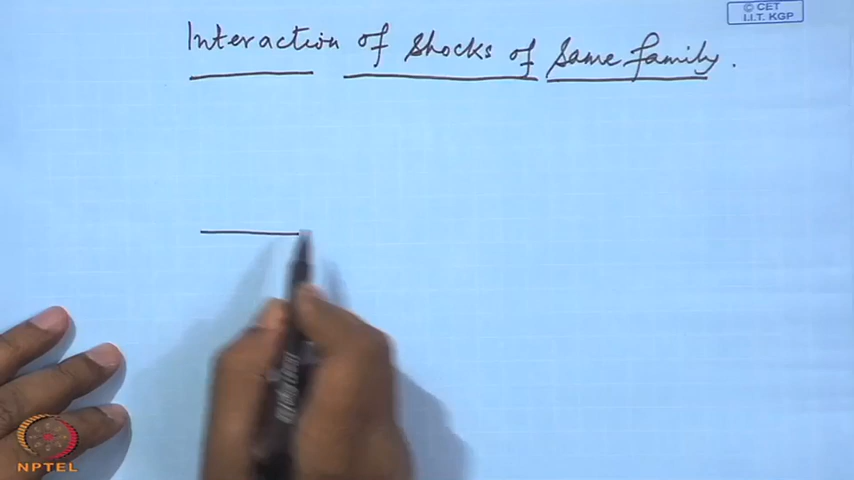 © CET
I.I.T. KGP
Interaction of Shocks of Same family.
NPTEL